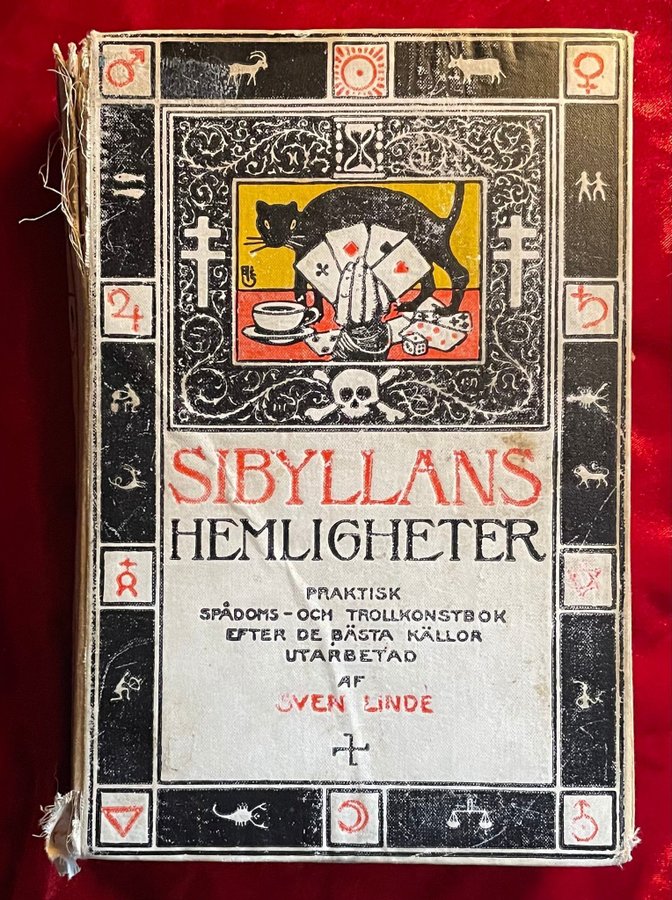 SIBYLLANS
HEMLIGHETER
PRAKTISK
SPÅDOMS-OCH TROLLKONSTBOK
EFTER DE BÄSTA KÄLLOR
UTARBETAD
AF
SVEN LINDE